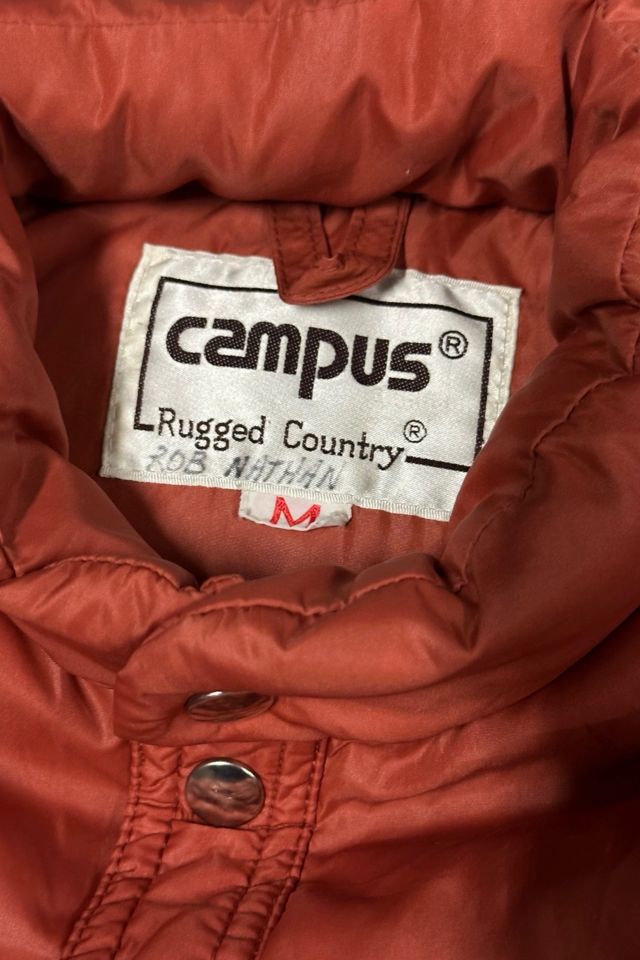 campus®
Rugged Country®
ROB NATHAN
M